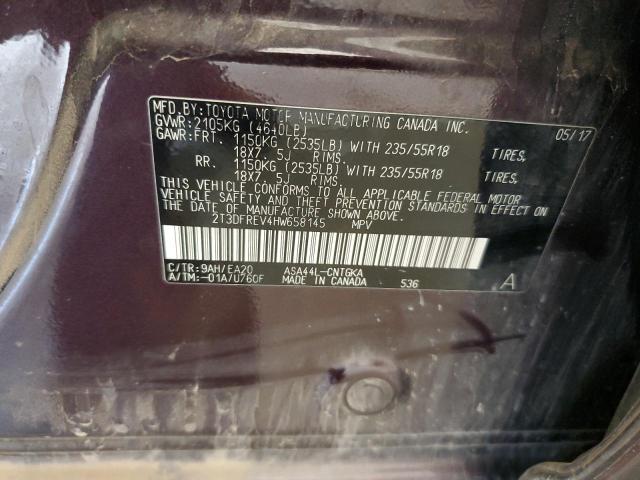 MFD.BY:TOYOTA MOTOR MANUFACTURING CANADA INC.
GVWR:2105KG (4640LB) 05/17
GAWR:FRT. 1150KG (2535LB) WITH 235/55R18 TIRES,
18X7.5J RIMS.
RR. 1150KG (2535LB) WITH 235/55R18 TIRES,
18X7.5J RIMS.
THIS VEHICLE CONFORMS TO ALL APPLICABLE FEDERAL MOTOR
VEHICLE SAFETY AND THEFT PREVENTION STANDARDS IN EFFECT ON
THE DATE OF MANUFACTURE SHOWN ABOVE.
2T3DFREV4HW658145 MPV
C/TR:9AH/EA20 ASA44L-CNTGKA
A/TM:-01A/U760F MADE IN CANADA 536 A